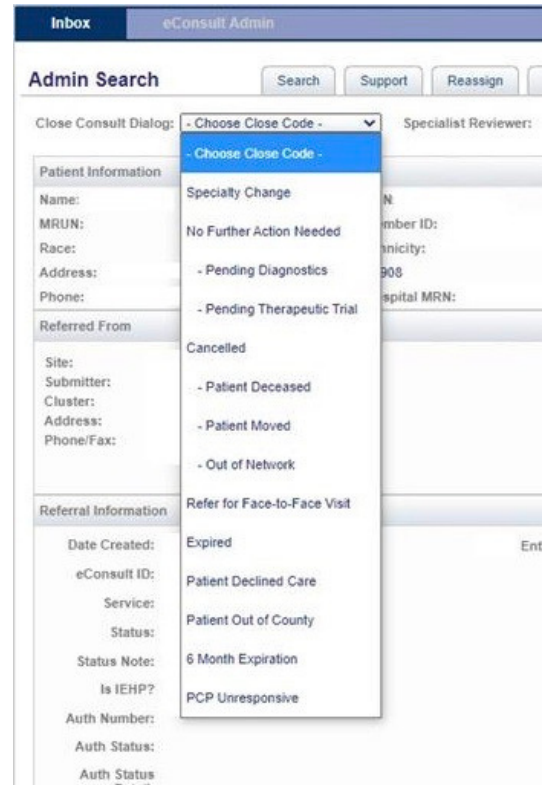 Inbox eConsult Admin
Admin Search Search Support Reassign
Close Consult Dialog: - Choose Close Code - Specialist Reviewer:
- Choose Close Code -
Patient Information
Specialty Change
Name: N:
MRUN: mber ID:
No Further Action Needed
Race: nicity:
Address: - Pending Diagnostics 908
Phone: spital MRN:
- Pending Therapeutic Trial
Referred From
Cancelled
Site:
Submitter:
- Patient Deceased
Cluster:
Address:
- Patient Moved
Phone/Fax:
- Out of Network
Refer for Face-to-Face Visit
Referral Information
Date Created: Expired Ent
eConsult ID:
Patient Declined Care
Service:
Patient Out of County
Status:
Status Note: 6 Month Expiration
Is IEHP?
PCP Unresponsive
Auth Number:
Auth Status:
Auth Status